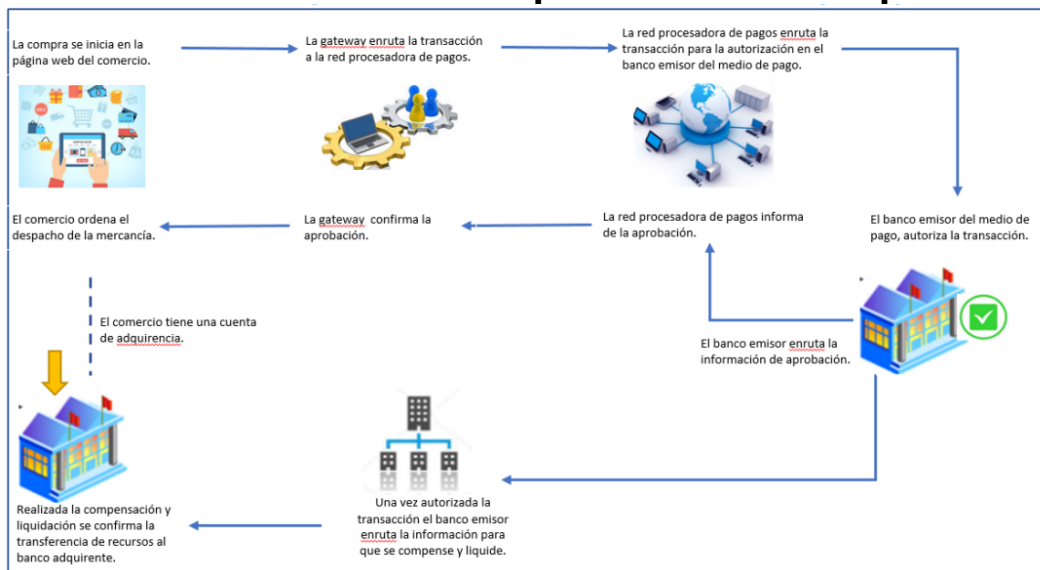 La compra se inicia en la
página web del comercio.
La gateway enruta la transacción
a la red procesadora de pagos.
La red procesadora de pagos enruta la
transacción para la autorización en el
banco emisor del medio de pago.
El comercio ordena el
despacho de la mercancía.
La gateway confirma la
aprobación.
La red procesadora de pagos informa
de la aprobación.
El banco emisor del medio de
pago, autoriza la transacción.
El comercio tiene una cuenta
de adquirencia.
El banco emisor enruta la
información de aprobación.
Realizada la compensación y
liquidación se confirma la
transferencia de recursos al
banco adquirente.
Una vez autorizada la
transacción el banco emisor
enruta la información para
que se compense y liquide.